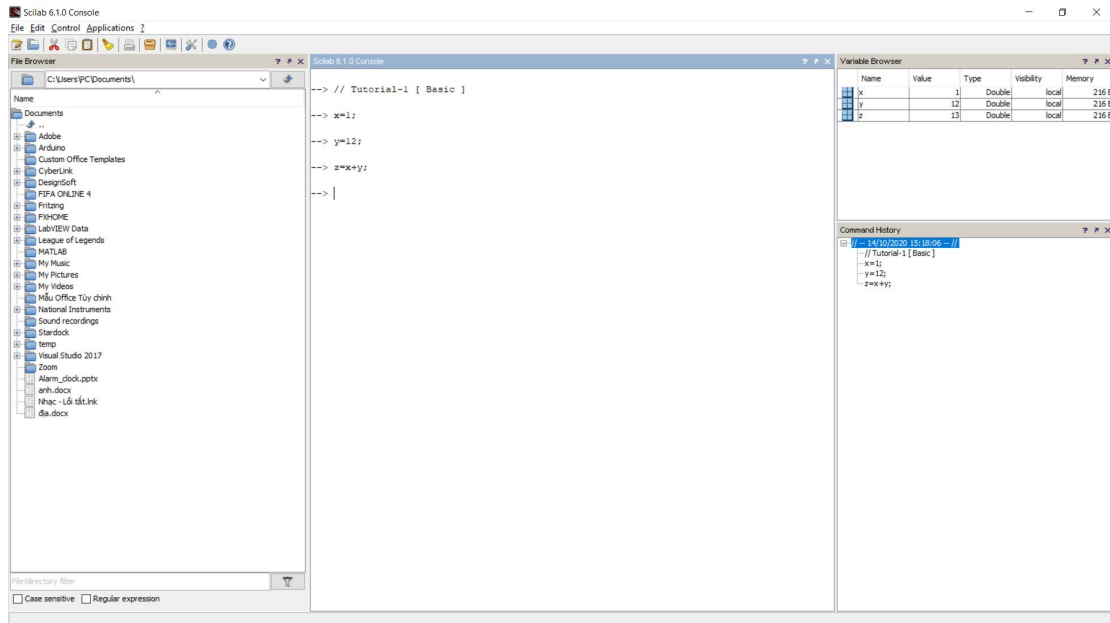 Scilab 6.1.0 Console
File Edit Control Applications ?
File Browser
C:\Users\PC\Documents\
Name
Documents
..
Adobe
Arduino
Custom Office Templates
CyberLink
DesignSoft
FIFA ONLINE 4
Fritzing
FXHOME
LabVIEW Data
League of Legends
MATLAB
My Music
My Pictures
My Videos
Mẫu Office Tùy chỉnh
National Instruments
Sound recordings
Stardock
temp
Visual Studio 2017
Zoom
Alarm_clock.pptx
anh.docx
Nhạc - Lối tắt.lnk
địa.docx
File/directory filter
Case sensitive Regular expression
Scilab 6.1.0 Console
--> // Tutorial-1 [ Basic ]
--> x=1;
--> y=12;
--> z=x+y;
-->
Variable Browser
Name Value Type Visibility Memory
x 1 Double local 216 B
y 12 Double local 216 B
z 13 Double local 216 B
Command History
// -- 14/10/2020 15:18:06 -- //
// Tutorial-1 [ Basic ]
x=1;
y=12;
z=x+y;